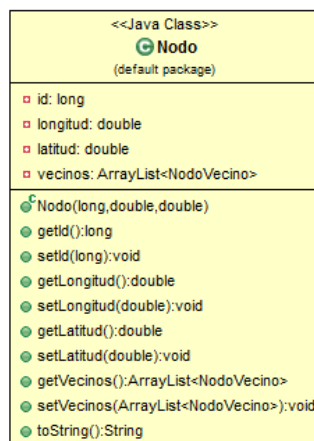 <<Java Class>>
Nodo
(default package)
id: long
longitud: double
latitud: double
vecinos: ArrayList<NodoVecino>
Nodo(long,double,double)
getId():long
setId(long):void
getLongitud():double
setLongitud(double):void
getLatitud():double
setLatitud(double):void
getVecinos():ArrayList<NodoVecino>
setVecinos(ArrayList<NodoVecino>):void
toString():String